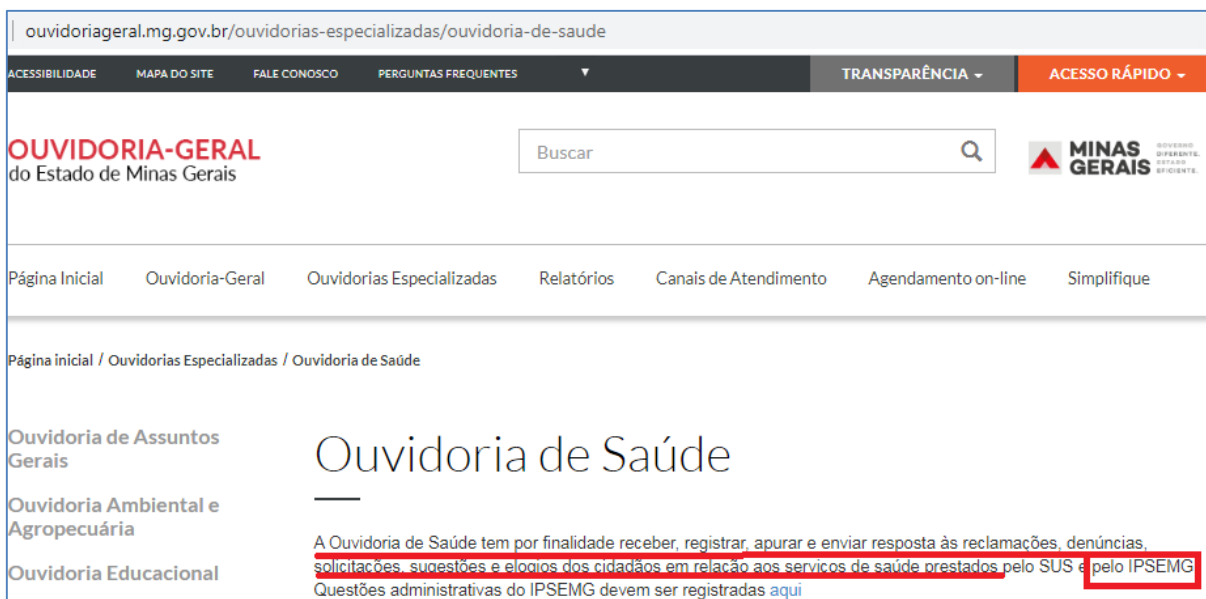 ouvidoriageral.mg.gov.br/ouvidorias-especializadas/ouvidoria-de-saude
ACESSIBILIDADE MAPA DO SITE FALE CONOSCO PERGUNTAS FREQUENTES ▼ TRANSPARÊNCIA ACESSO RÁPIDO
OUVIDORIA-GERAL
do Estado de Minas Gerais
Buscar
MINAS
GERAIS
GOVERNO
DIFERENTE.
ESTADO
EFICIENTE.
Página Inicial Ouvidoria-Geral Ouvidorias Especializadas Relatórios Canais de Atendimento Agendamento on-line Simplifique
Página inicial / Ouvidorias Especializadas / Ouvidoria de Saúde
Ouvidoria de Assuntos
Gerais
Ouvidoria Ambiental e
Agropecuária
Ouvidoria Educacional
Ouvidoria de Saúde
A Ouvidoria de Saúde tem por finalidade receber, registrar, apurar e enviar resposta às reclamações, denúncias,
solicitações, sugestões e elogios dos cidadãos em relação aos serviços de saúde prestados pelo SUS e pelo IPSEMG
Questões administrativas do IPSEMG devem ser registradas aqui